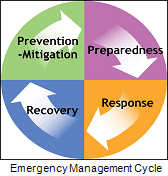 Prevention
-Mitigation
Preparedness
Recovery
Response
Emergency Management Cycle